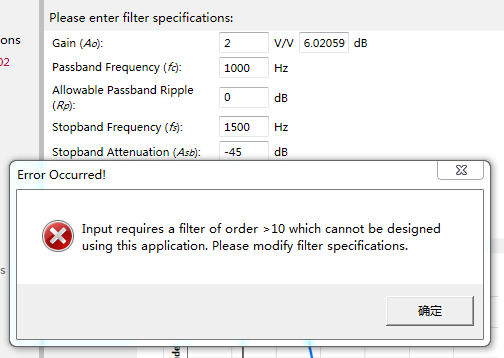 Please enter filter specifications:
ons
Gain (Ao): 2 V/V 6.02059 dB
02
Passband Frequency (fc): 1000 Hz
Allowable Passband Ripple
(Rp): 0 dB
Stopband Frequency (fs): 1500 Hz
Stopband Attenuation (Asb): -45 dB
Error Occurred!
Input requires a filter of order >10 which cannot be designed
using this application. Please modify filter specifications.
s
确定